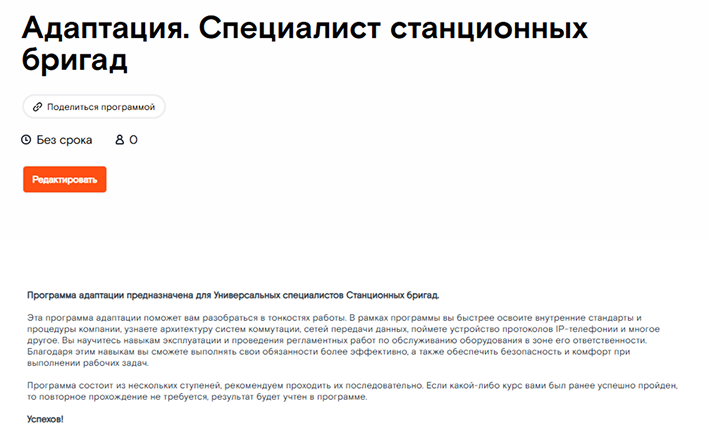 Адаптация. Специалист станционных
бригад
Поделиться программой
Без срока 0
Редактировать
Программа адаптации предназначена для Универсальных специалистов Станционных бригад.
Эта программа адаптации поможет вам разобраться в тонкостях работы. В рамках программы вы быстрее освоите внутренние стандарты и
процедуры компании, узнаете архитектуру систем коммутации, сетей передачи данных, поймете устройство протоколов IP-телефонии и многое
другое. Вы научитесь навыкам эксплуатации и проведения регламентных работ по обслуживанию оборудования в зоне его ответственности.
Благодаря этим навыкам вы сможете выполнять свои обязанности более эффективно, а также обеспечить безопасность и комфорт при
выполнении рабочих задач.
Программа состоит из нескольких ступеней, рекомендуем проходить их последовательно. Если какой-либо курс вами был ранее успешно пройден,
то повторное прохождение не требуется, результат будет учтен в программе.
Успехов!